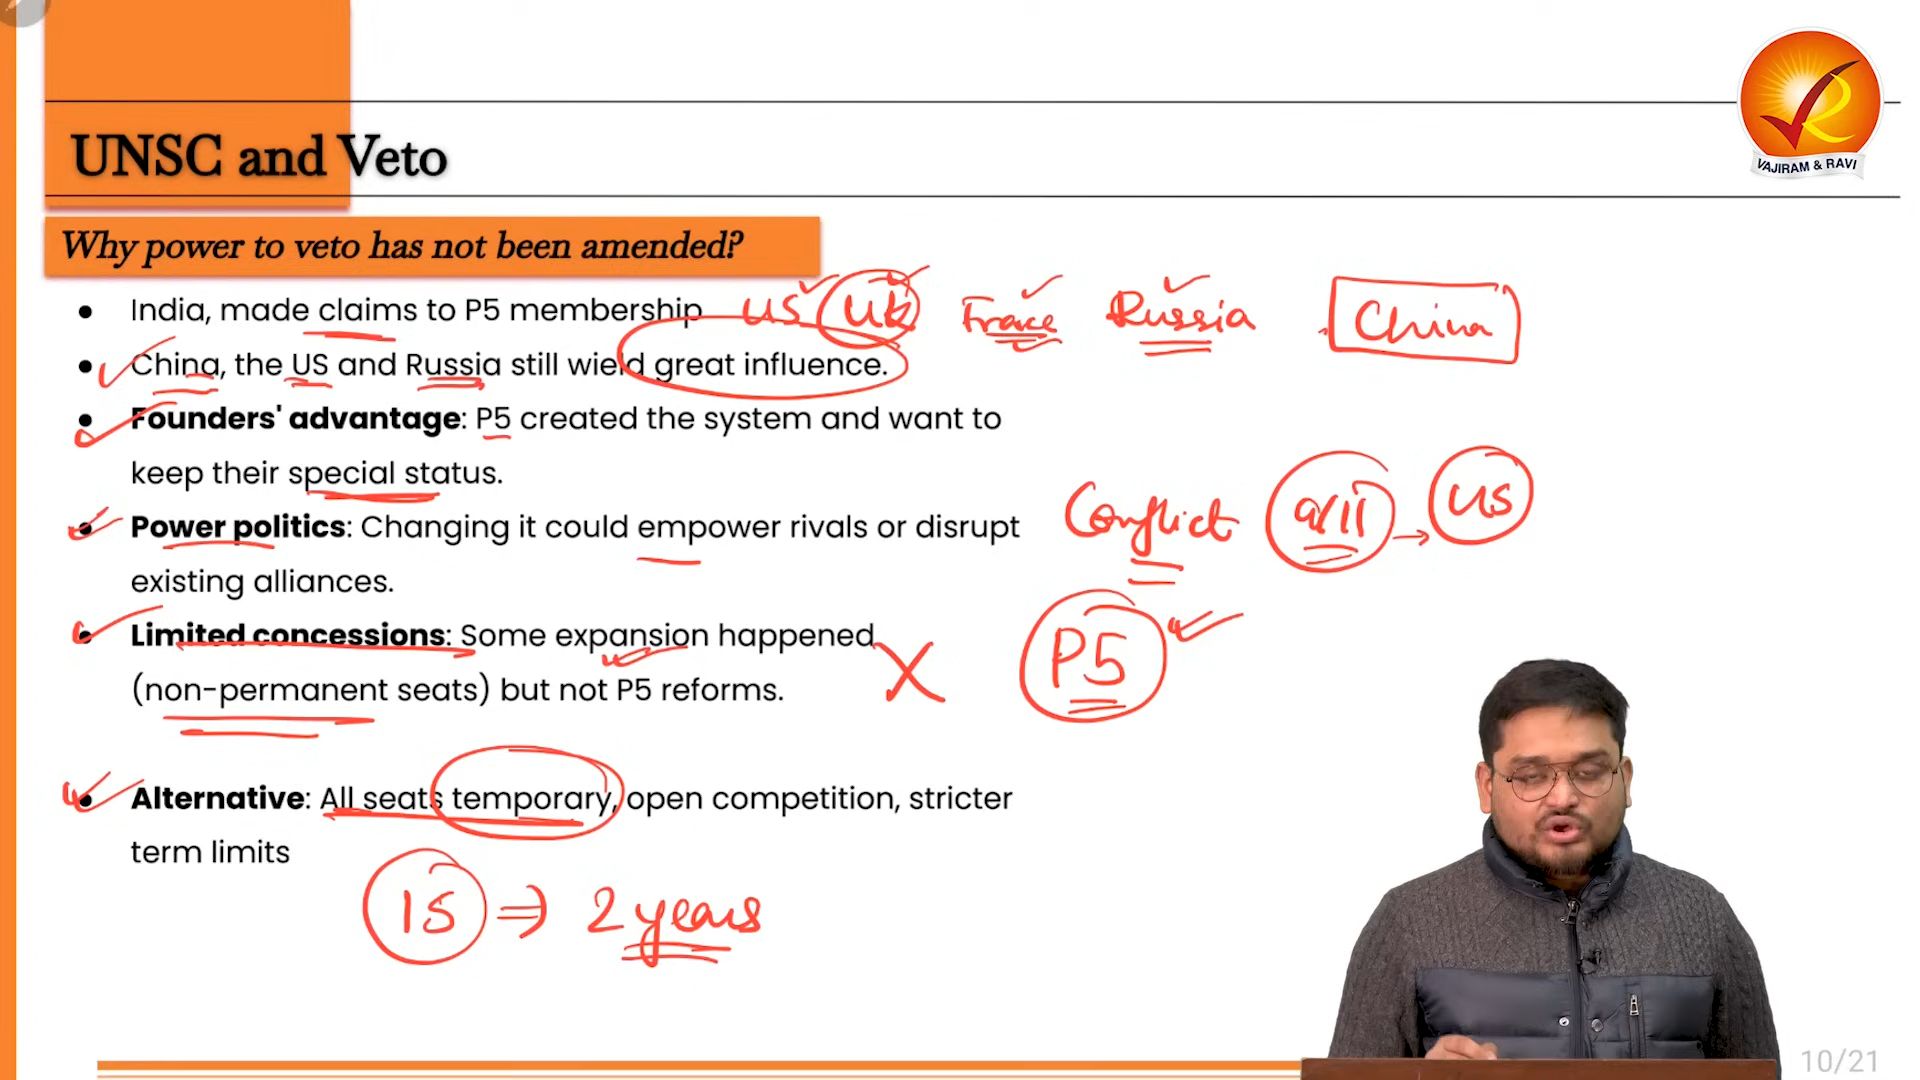 VAJIRAM & RAVI
UNSC and Veto
Why power to veto has not been amended?
● India, made claims to P5 membership US UK France Russia China
● China, the US and Russia still wield great influence.
● Founders' advantage: P5 created the system and want to
keep their special status.
Conflict US
● Power politics: Changing it could empower rivals or disrupt
existing alliances.
● Limited concessions: Some expansion happened
(non-permanent seats) but not P5 reforms. X P5
● Alternative: All seats temporary, open competition, stricter
term limits
15 ⇒ 2 years
10/21